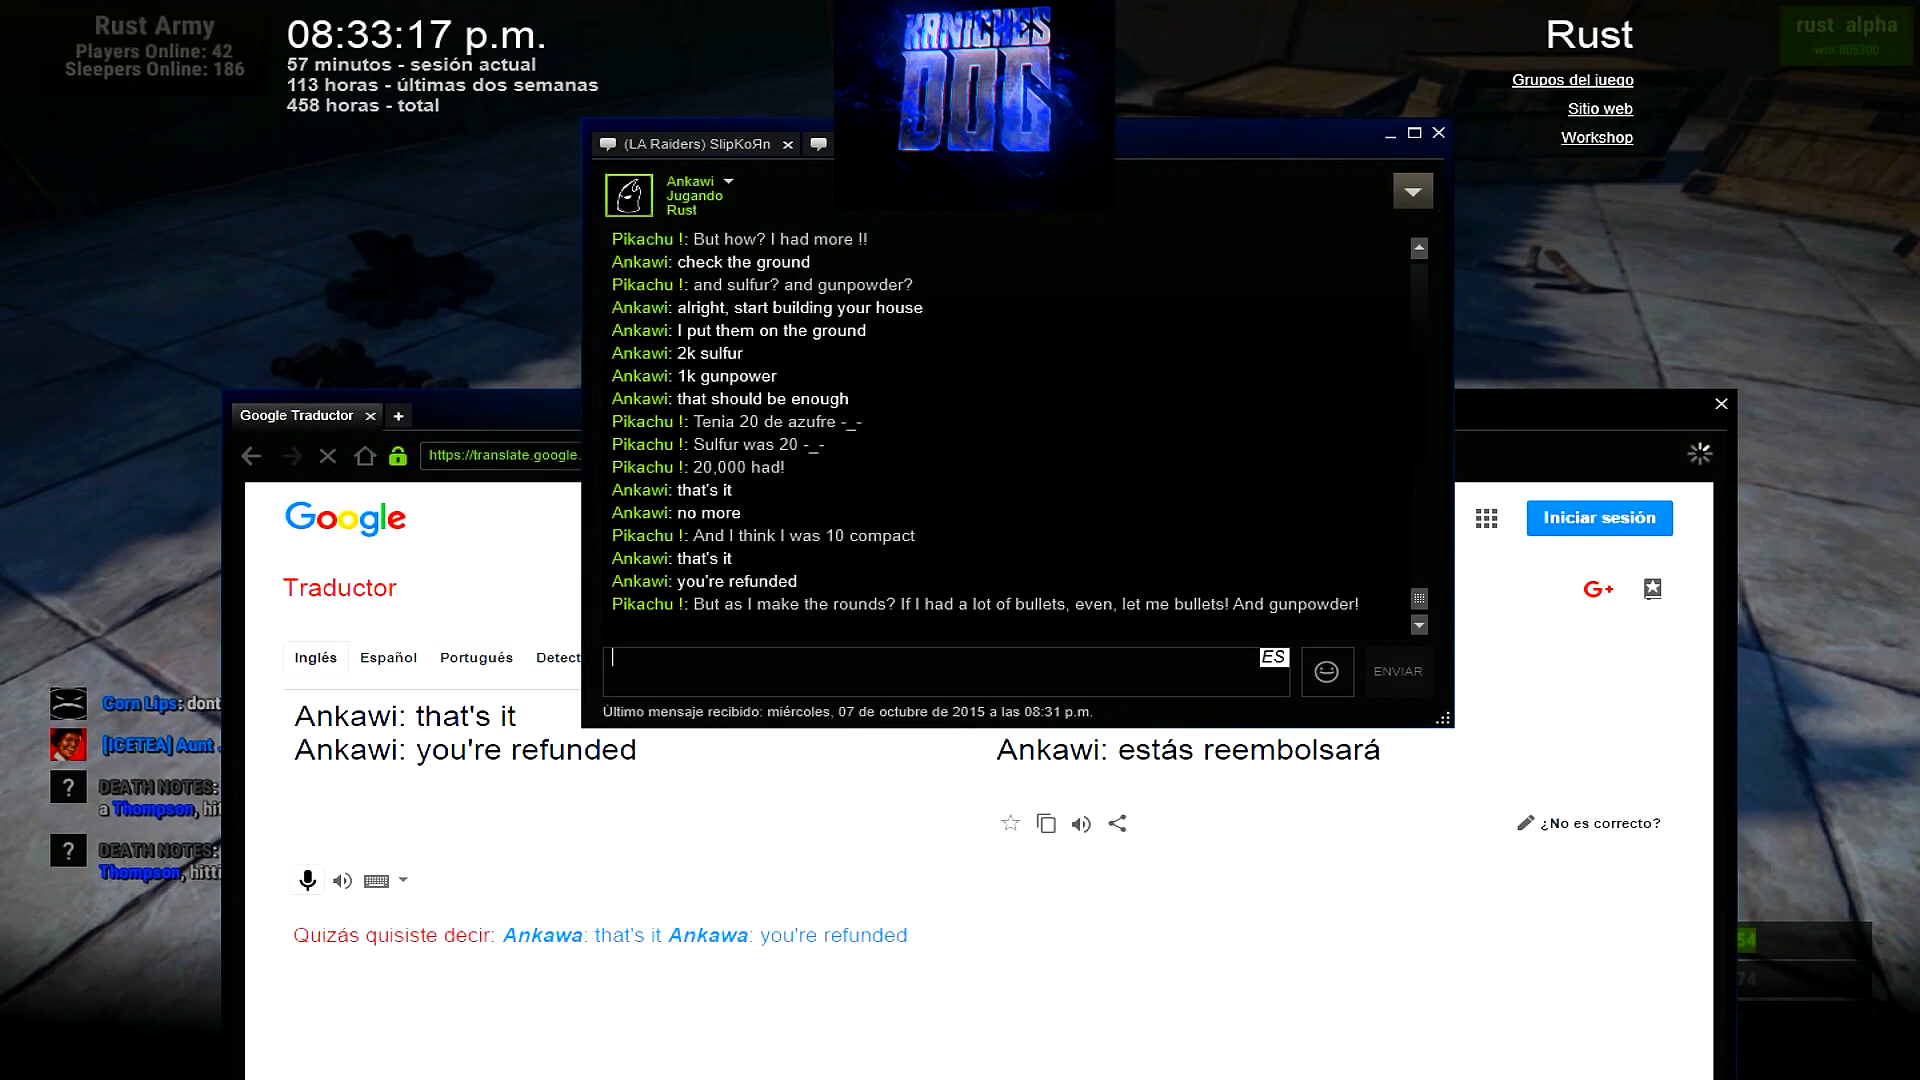 Rust Army
Players Online: 42
Sleepers Online: 186
08:33:17 p.m.
57 minutos - sesión actual
113 horas - últimas dos semanas
458 horas - total
KANICHES
DOG
Rust
Grupos del juego
Sitio web
Workshop
rust alpha
(LA Raiders) SlipKoЯn
Ankawi
Jugando
Rust
Pikachu !: But how? I had more !!
Ankawi: check the ground
Pikachu !: and sulfur? and gunpowder?
Ankawi: alright, start building your house
Ankawi: I put them on the ground
Ankawi: 2k sulfur
Ankawi: 1k gunpower
Ankawi: that should be enough
Pikachu !: Tenia 20 de azufre -_-
Pikachu !: Sulfur was 20 -_-
Pikachu !: 20,000 had!
Ankawi: that's it
Ankawi: no more
Pikachu !: And I think I was 10 compact
Ankawi: that's it
Ankawi: you're refunded
Pikachu !: But as I make the rounds? If I had a lot of bullets, even, let me bullets! And gunpowder!
ES
ENVIAR
Último mensaje recibido: miércoles, 07 de octubre de 2015 a las 08:31 p.m.
Google Traductor
https://translate.google.
Google
Iniciar sesión
Traductor
G+
Inglés Español Portugués Detect
Ankawi: that's it
Ankawi: you're refunded
Ankawi: estás reembolsará
¿No es correcto?
Quizás quisiste decir: Ankawa: that's it Ankawa: you're refunded
Corn Lips: dont
[ICETEA] Aunt
? DEATH NOTES:
a Thompson, hit
? DEATH NOTES:
Thompson, hitti
54
74